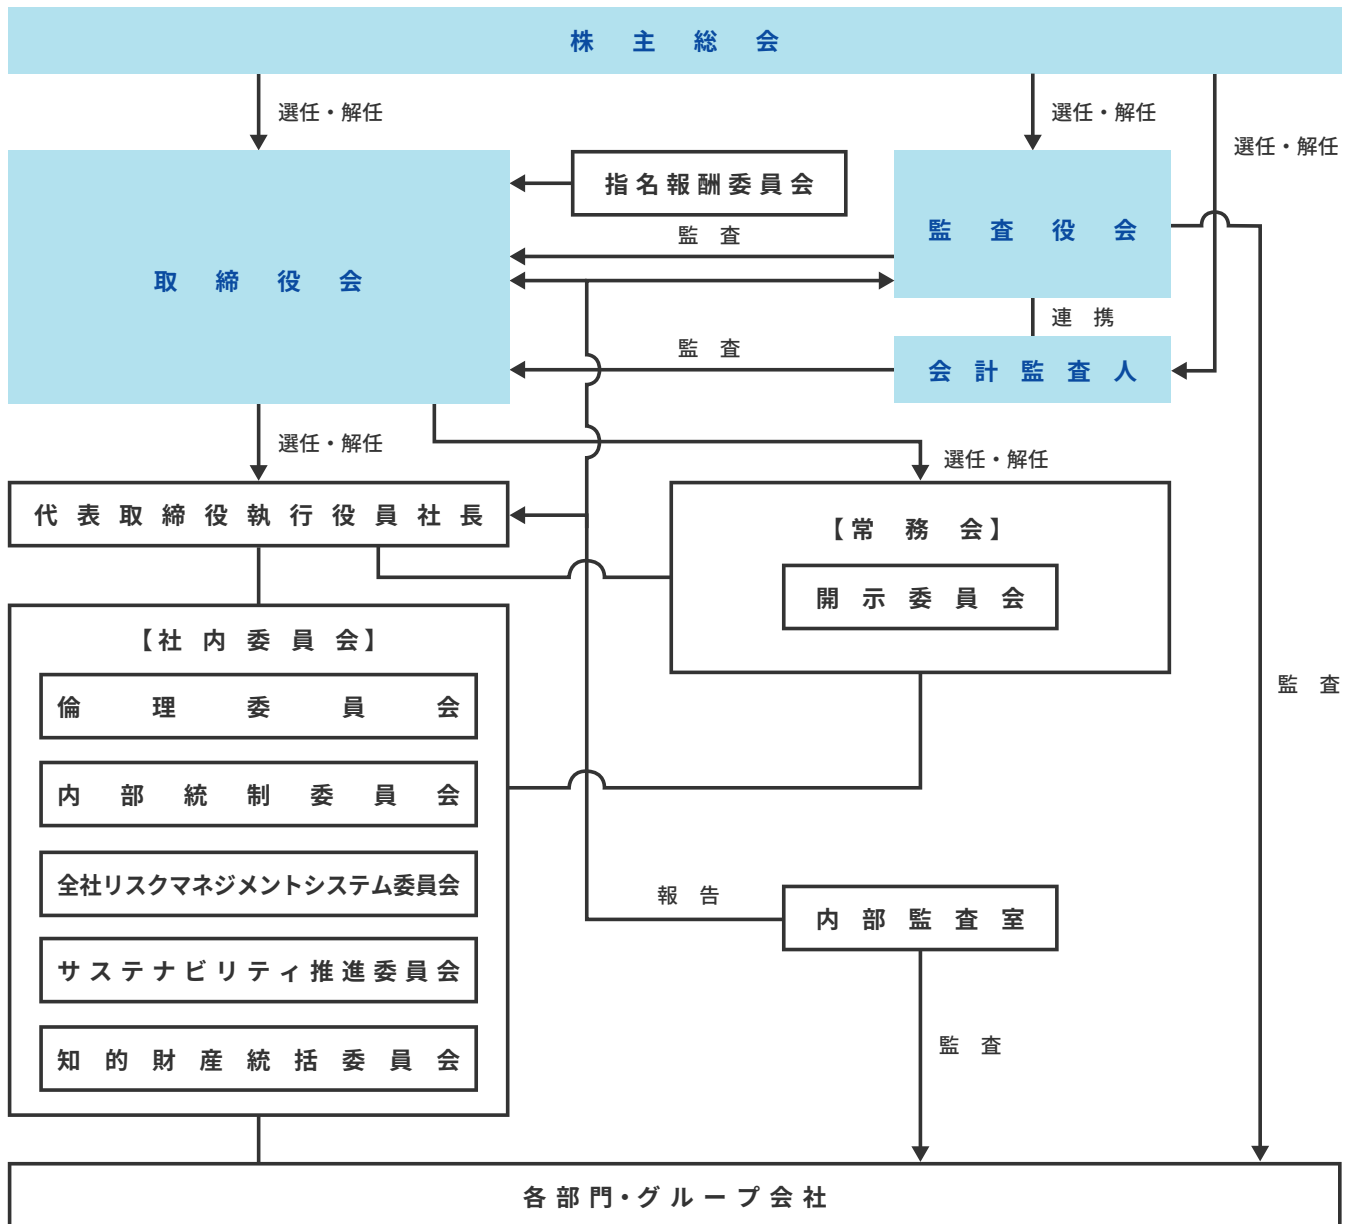 株主総会
選任・解任
選任・解任
選任・解任
指名報酬委員会
監査
監査役会
取締役会
連携
監査
会計監査人
選任・解任
選任・解任
代表取締役執行役員社長
【常務会】
開示委員会
【社内委員会】
倫理委員会
監査
内部統制委員会
全社リスクマネジメントシステム委員会
報告
内部監査室
サステナビリティ推進委員会
監査
知的財産統括委員会
各部門・グループ会社